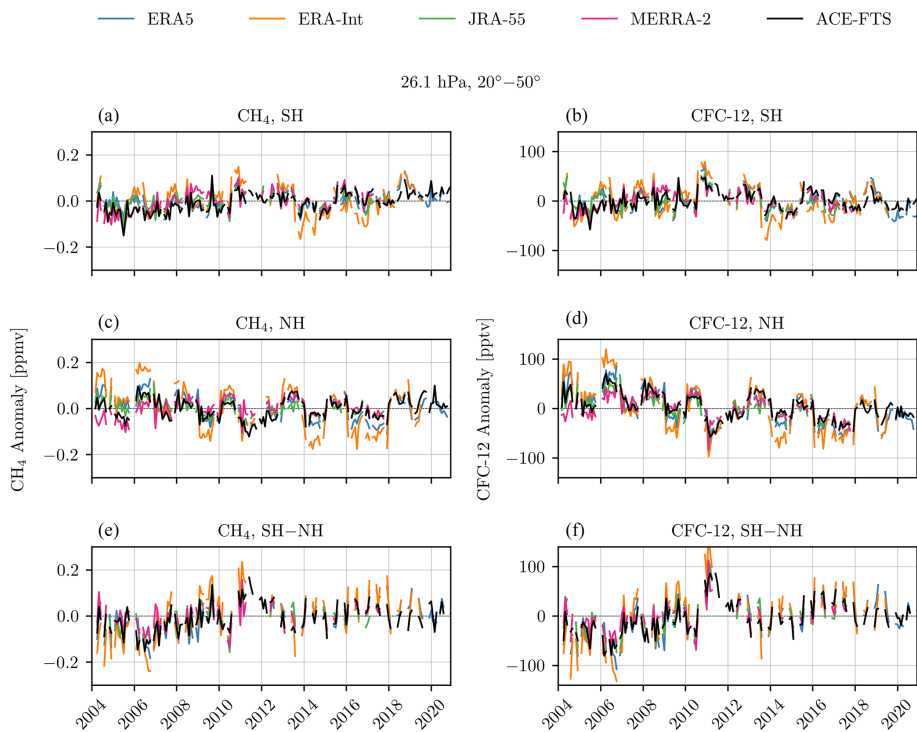 ERA5 ERA-Int JRA-55 MERRA-2 ACE-FTS
26.1 hPa, 20°−50°
(a) CH₄, SH
0.2
0.0
−0.2
(b) CFC-12, SH
100
0
−100
CH₄ Anomaly [ppmv]
(c) CH₄, NH
0.2
0.0
−0.2
CFC-12 Anomaly [pptv]
(d) CFC-12, NH
100
0
−100
(e) CH₄, SH−NH
0.2
0.0
−0.2
2004 2006 2008 2010 2012 2014 2016 2018 2020
(f) CFC-12, SH−NH
100
0
−100
2004 2006 2008 2010 2012 2014 2016 2018 2020